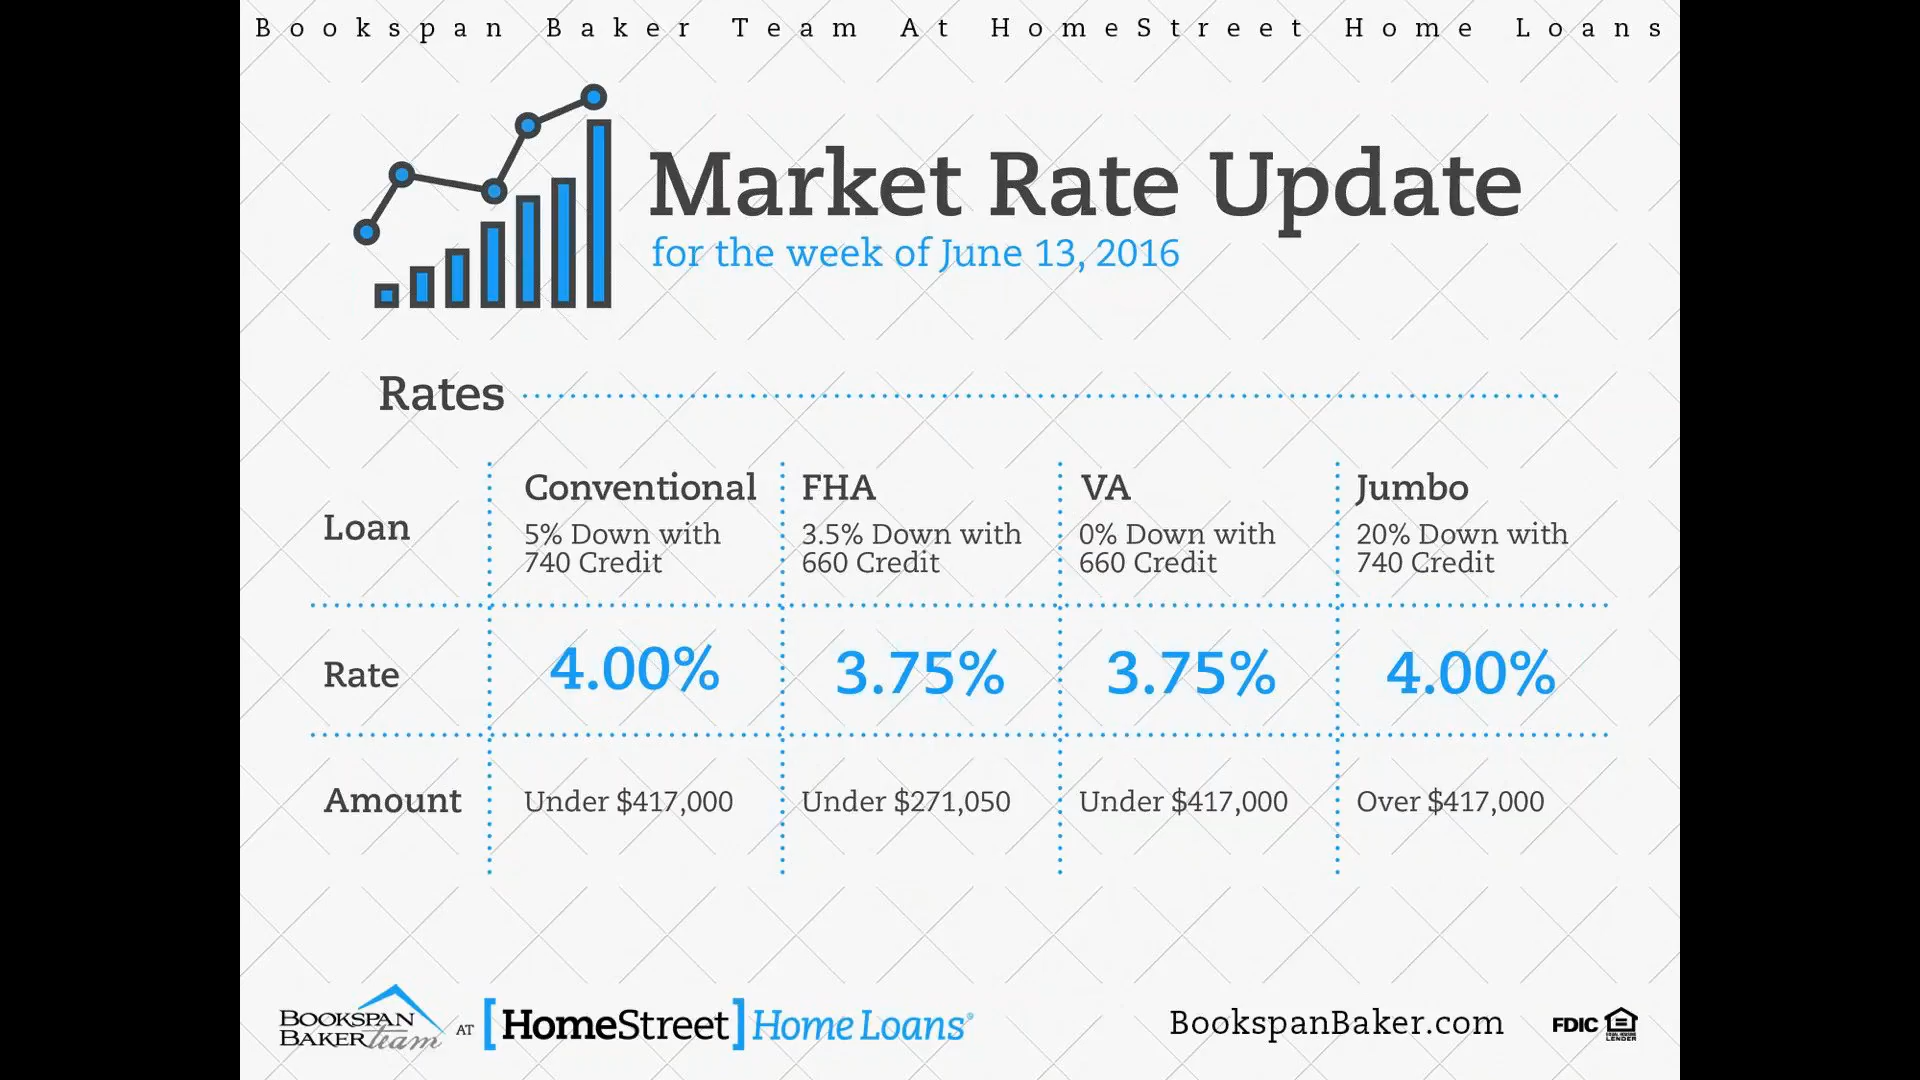 Bookspan Baker Team At HomeStreet Home Loans
Market Rate Update
for the week of June 13, 2016
Rates
Loan
Conventional
5% Down with
740 Credit
FHA
3.5% Down with
660 Credit
VA
0% Down with
660 Credit
Jumbo
20% Down with
740 Credit
Rate
4.00%
3.75%
3.75%
4.00%
Amount
Under $417,000
Under $271,050
Under $417,000
Over $417,000
BOOKSPAN
BAKER team
AT
[HomeStreet] Home Loans®
BookspanBaker.com
FDIC
EQUAL HOUSING
LENDER